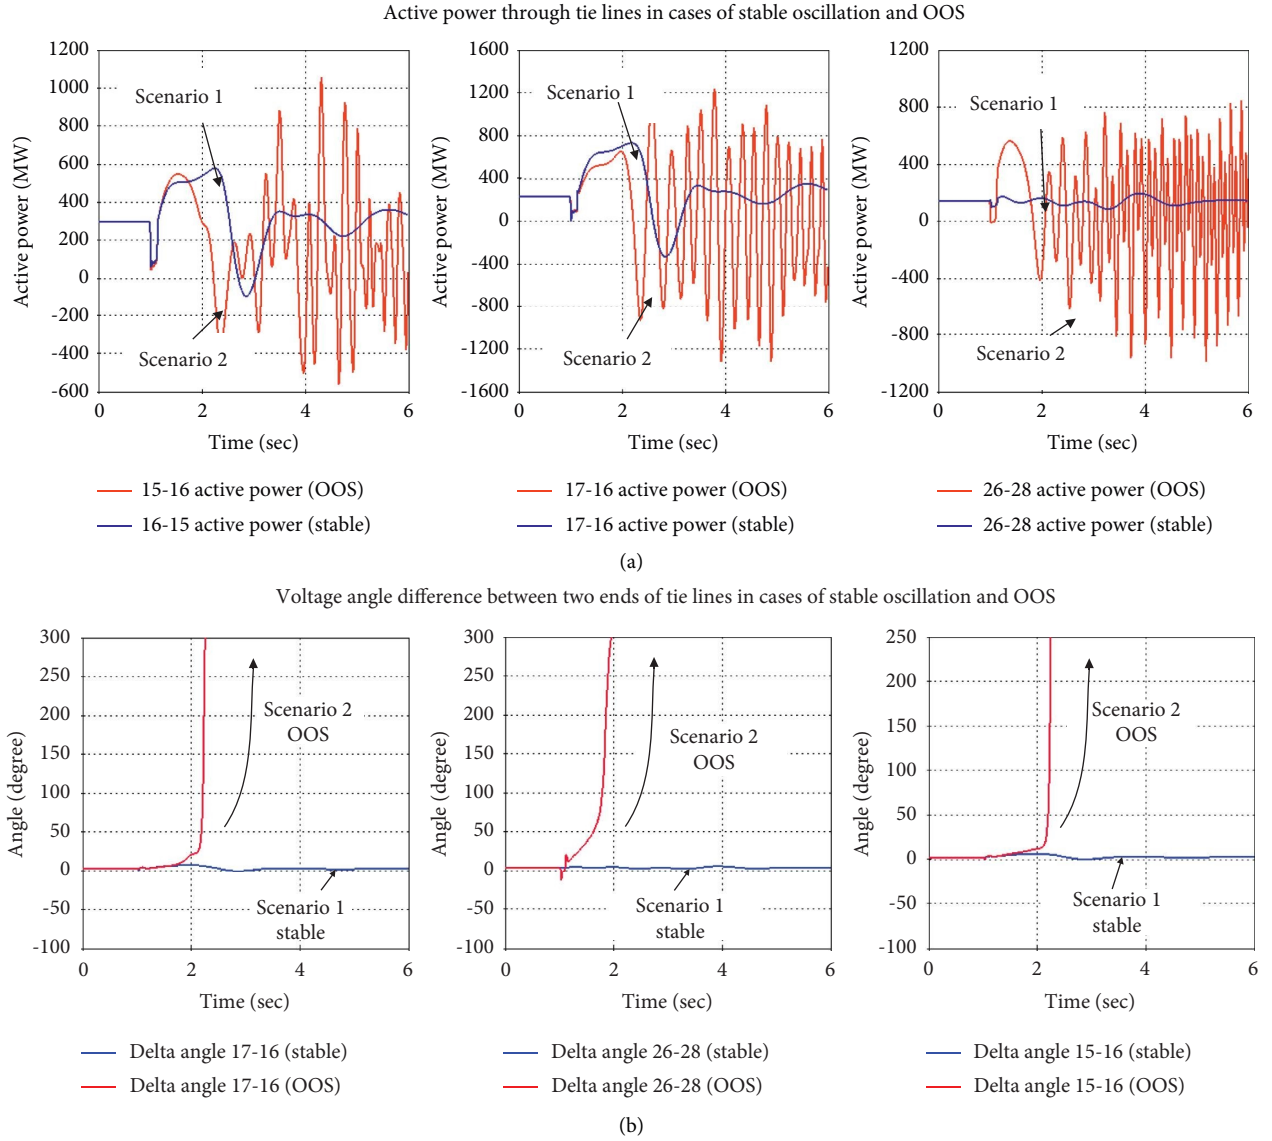 Active power through tie lines in cases of stable oscillation and OOS
1200
1000
800
600
400
200
0
-200
-400
-600
Active power (MW)
Scenario 1
Scenario 2
0 2 4 6
Time (sec)
15-16 active power (OOS)
16-15 active power (stable)
1600
1200
800
400
0
-400
-800
-1200
-1600
Active power (MW)
Scenario 1
Scenario 2
0 2 4 6
Time (sec)
17-16 active power (OOS)
17-16 active power (stable)
1200
800
400
0
-400
-800
-1200
Active power (MW)
Scenario 1
Scenario 2
0 2 4 6
Time (sec)
26-28 active power (OOS)
26-28 active power (stable)
(a)
Voltage angle difference between two ends of tie lines in cases of stable oscillation and OOS
300
250
200
150
100
50
0
-50
-100
Angle (degree)
Scenario 2
OOS
Scenario 1
stable
0 2 4 6
Time (sec)
Delta angle 17-16 (stable)
Delta angle 17-16 (OOS)
300
250
200
150
100
50
0
-50
-100
Angle (degree)
Scenario 2
OOS
Scenario 1
stable
0 2 4 6
Time (sec)
Delta angle 26-28 (stable)
Delta angle 26-28 (OOS)
250
200
150
100
50
0
-50
-100
Angle (degree)
Scenario 2
OOS
Scenario 1
stable
0 2 4 6
Time (sec)
Delta angle 15-16 (stable)
Delta angle 15-16 (OOS)
(b)